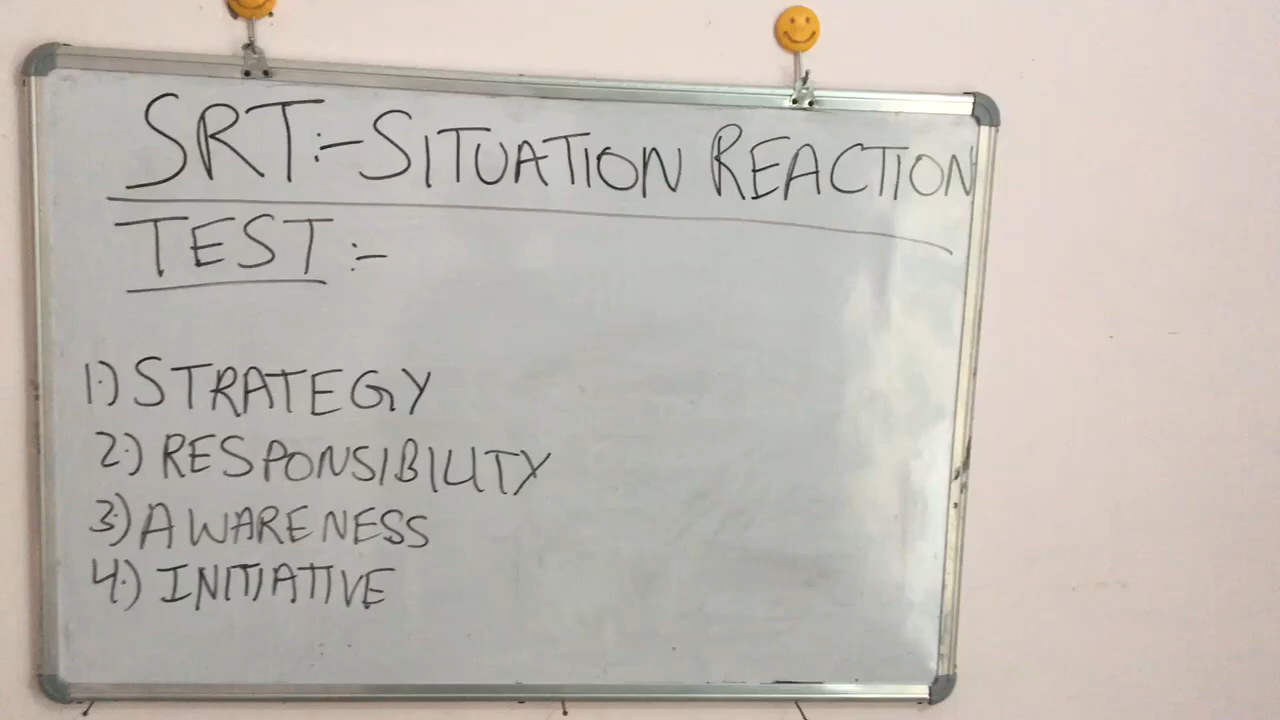 SRT:-SITUATION REACTION
TEST:-
1.) STRATEGY
2.) RESPONSIBILITY
3.) AWARENESS
4.) INITIATIVE